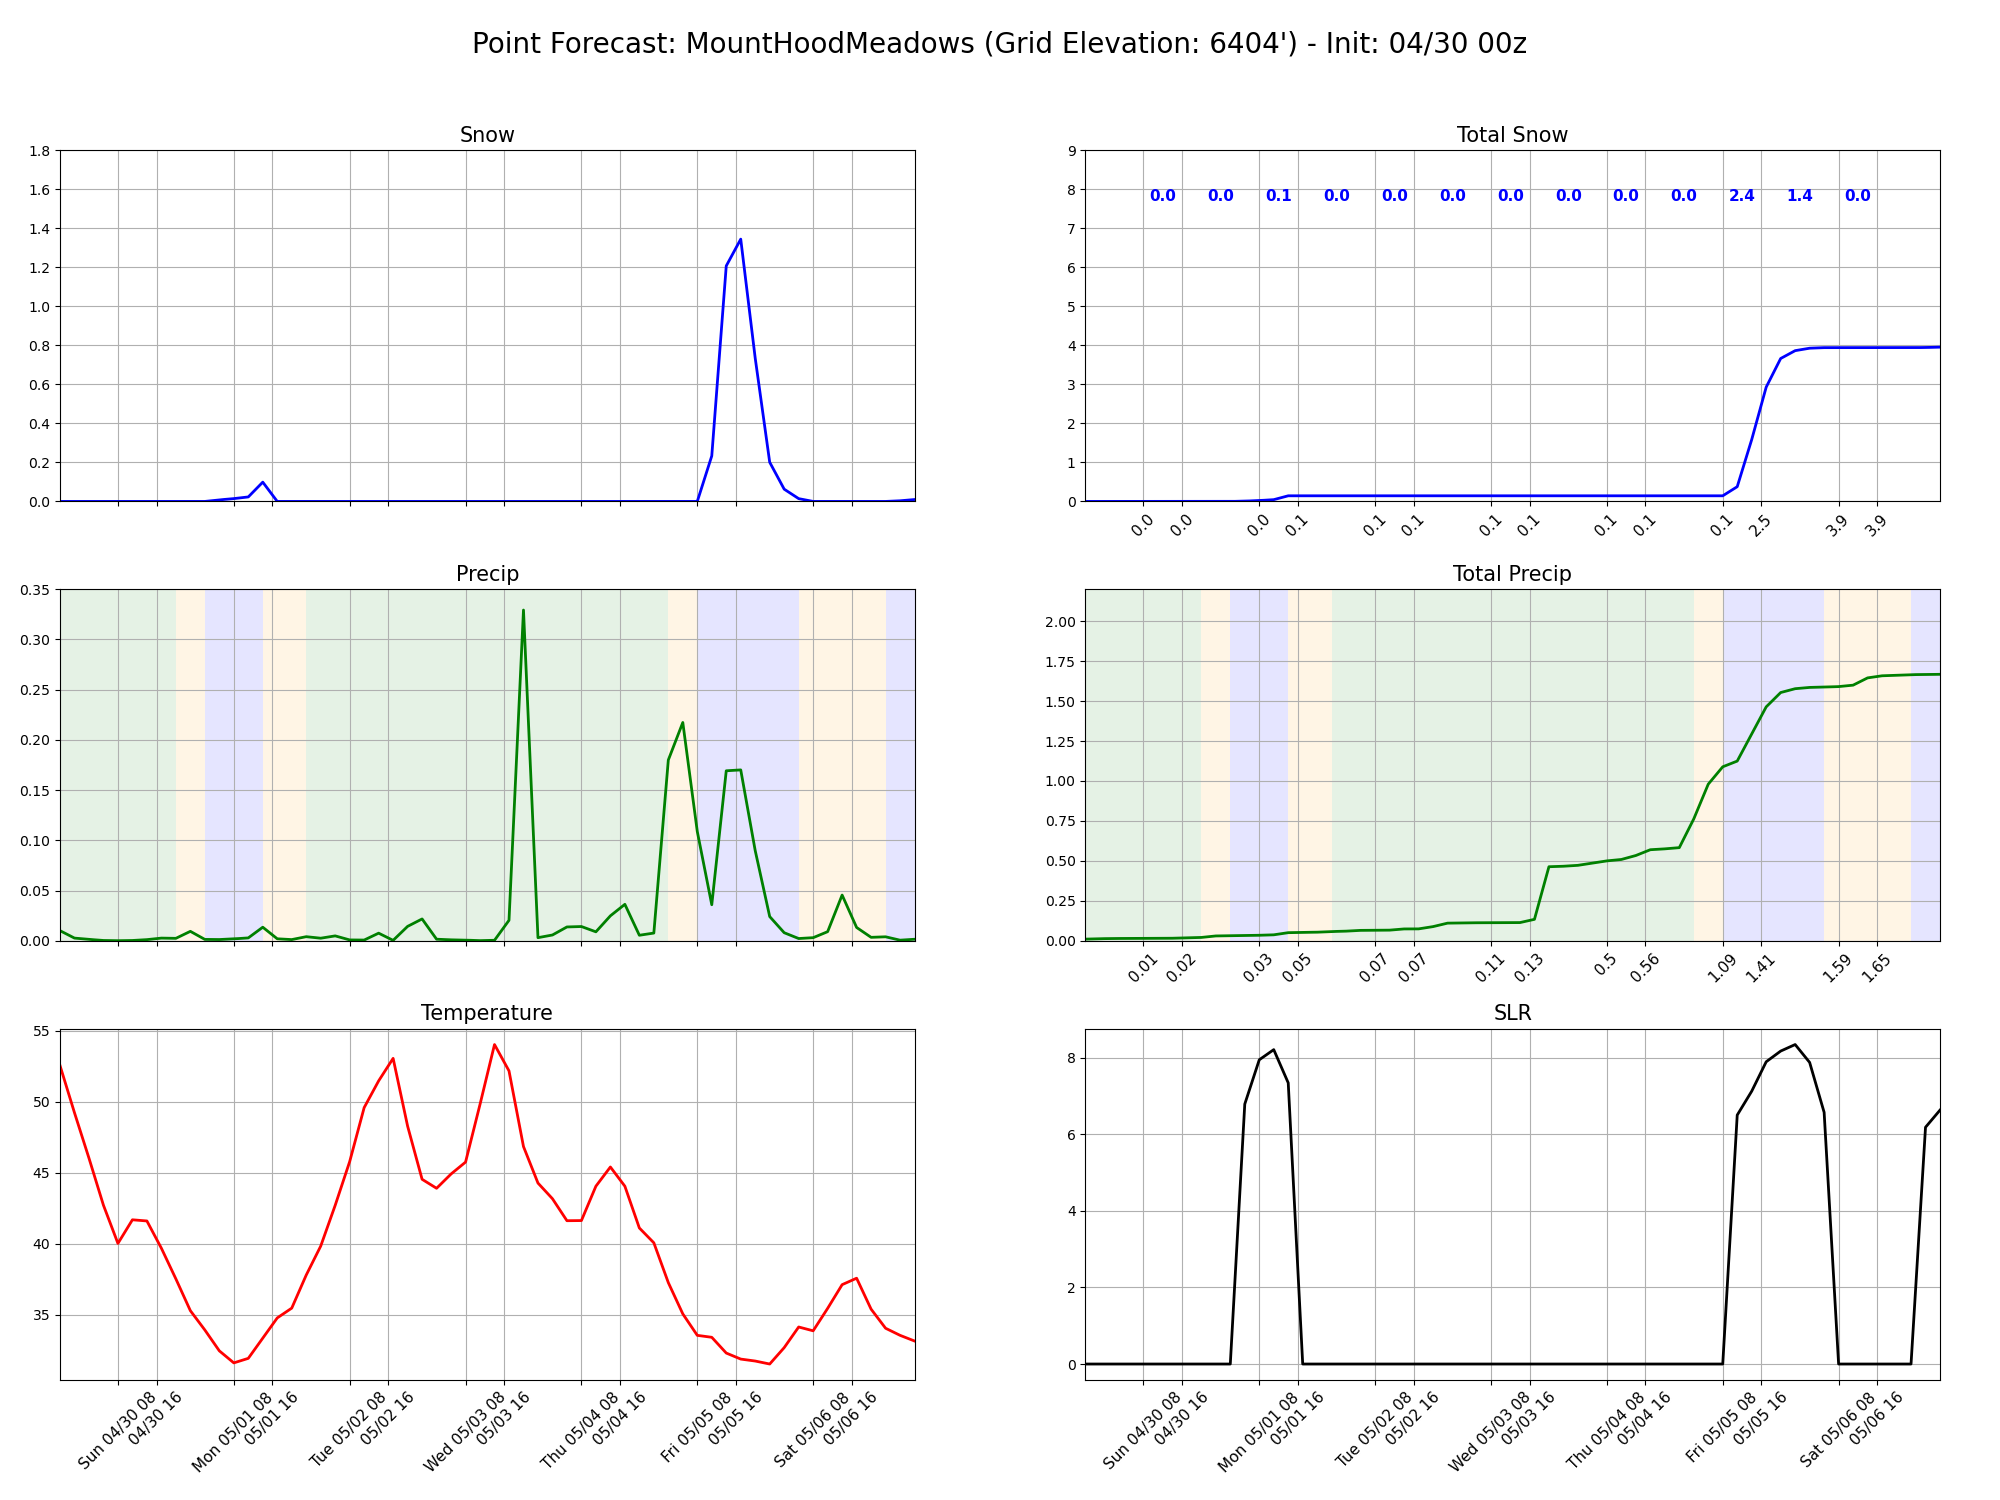 Point Forecast: MountHoodMeadows (Grid Elevation: 6404') - Init: 04/30 00z
Snow
1.8
1.6
1.4
1.2
1.0
0.8
0.6
0.4
0.2
0.0
Total Snow
9
8
7
6
5
4
3
2
1
0
0.0 0.0 0.1 0.0 0.0 0.0 0.0 0.0 0.0 0.0 2.4 1.4 0.0
0.0 0.0 0.0 0.1 0.1 0.1 0.1 0.1 0.1 0.1 0.1 2.5 3.9 3.9
Precip
0.35
0.30
0.25
0.20
0.15
0.10
0.05
0.00
Total Precip
2.00
1.75
1.50
1.25
1.00
0.75
0.50
0.25
0.00
0.01 0.02 0.03 0.05 0.07 0.07 0.11 0.13 0.5 0.56 1.09 1.41 1.59 1.65
Temperature
55
50
45
40
35
Sun 04/30 08
04/30 16
Mon 05/01 08
05/01 16
Tue 05/02 08
05/02 16
Wed 05/03 08
05/03 16
Thu 05/04 08
05/04 16
Fri 05/05 08
05/05 16
Sat 05/06 08
05/06 16
SLR
8
6
4
2
0
Sun 04/30 08
04/30 16
Mon 05/01 08
05/01 16
Tue 05/02 08
05/02 16
Wed 05/03 08
05/03 16
Thu 05/04 08
05/04 16
Fri 05/05 08
05/05 16
Sat 05/06 08
05/06 16